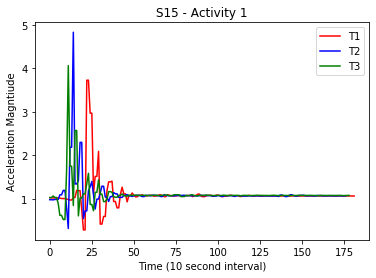 S15 - Activity 1
T1
T2
T3
Acceleration Magntiude
5
4
3
2
1
0
25
50
75
100
125
150
175
Time (10 second interval)